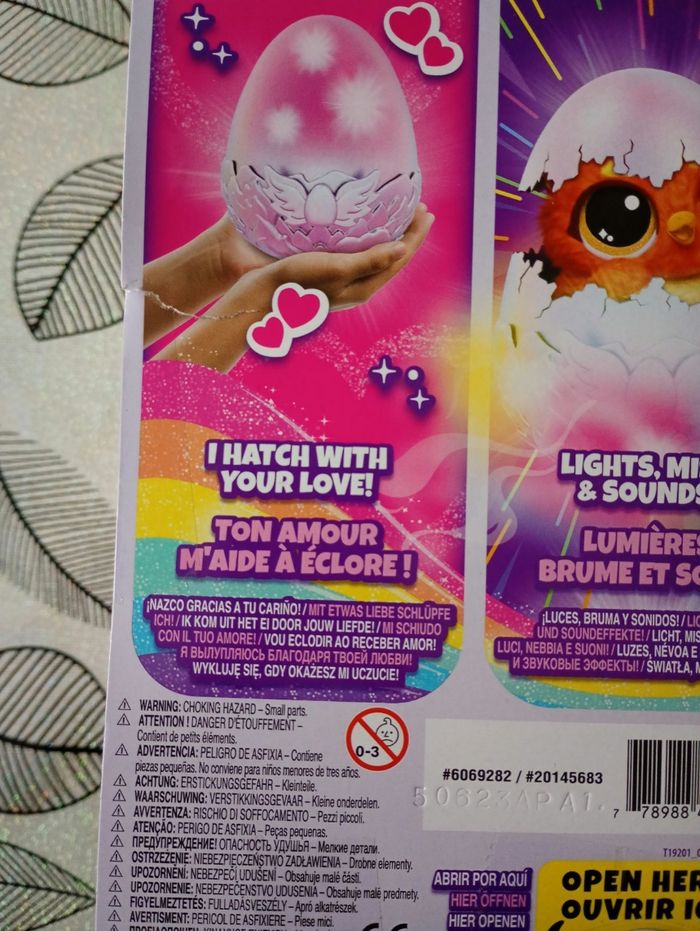 I HATCH WITH
YOUR LOVE!
TON AMOUR
M'AIDE À ÉCLORE !
¡NAZCO GRACIAS A TU CARIÑO! / MIT ETWAS LIEBE SCHLÜPFE
ICH! / IK KOM UIT HET EI DOOR JOUW LIEFDE! / MI SCHIUDO
CON IL TUO AMORE! / VOU ECLODIR AO RECEBER AMOR!
Я ВЫЛУПЛЯЮСЬ БЛАГОДАРЯ ТВОЕЙ ЛЮБВИ!
WYKLUJĘ SIĘ, GDY OKAŻESZ MI UCZUCIE!
LIGHTS, MI
& SOUNDS
LUMIÈRES
BRUME ET SO
¡LUCES, BRUMA Y SONIDOS! / LIC
UND SOUNDEFFEKTE! / LICHT, MIS
LUCI, NEBBIA E SUONI! / LUZES, NÉVOA E
И ЗВУКОВЫЕ ЭФФЕКТЫ! / ŚWIATŁA, M
WARNING: CHOKING HAZARD – Small parts.
ATTENTION ! DANGER D'ÉTOUFFEMENT –
Contient de petits éléments.
ADVERTENCIA: PELIGRO DE ASFIXIA – Contiene
piezas pequeñas. No conviene para niños menores de tres años.
ACHTUNG: ERSTICKUNGSGEFAHR – Kleinteile.
WAARSCHUWING: VERSTIKKINGSGEVAAR – Kleine onderdelen.
AVVERTENZA: RISCHIO DI SOFFOCAMENTO – Pezzi piccoli.
ATENÇÃO: PERIGO DE ASFIXIA – Peças pequenas.
ПРЕДУПРЕЖДЕНИЕ! ОПАСНОСТЬ УДУШЬЯ – Мелкие детали.
OSTRZEŻENIE: NIEBEZPIECZEŃSTWO ZADŁAWIENIA – Drobne elementy.
UPOZORNĚNÍ: NEBEZPEČÍ UDUŠENÍ – Obsahuje malé části.
UPOZORNENIE: NEBEZPEČENSTVO UDUSENIA – Obsahuje malé predmety.
FIGYELMEZTETÉS: FULLADÁSVESZÉLY – Apró alkatrészek.
AVERTISMENT: PERICOL DE ASFIXIERE – Piese mici.
0-3
#6069282 / #20145683
50623APA1.
7 78988
T19201_0
ABRIR POR AQUÍ
HIER ÖFFNEN
HIER OPENEN
OPEN HER
OUVRIR IC